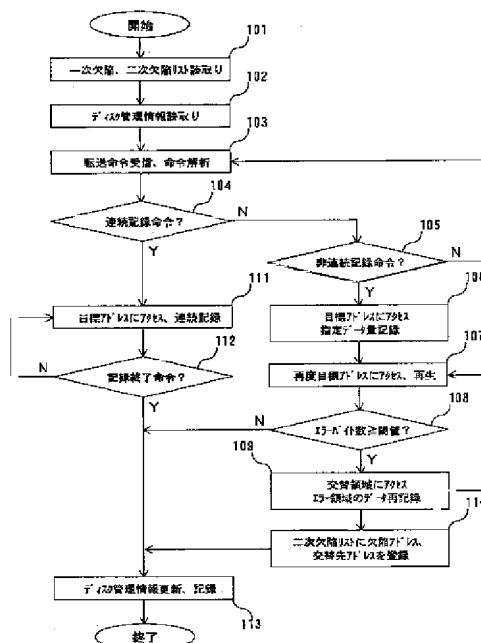 開始
101
一次欠陥、二次欠陥リスト読取り
102
ディスク管理情報読取り
103
転送命令受信、命令解析
104
連続記録命令?
N
Y
105
非連続記録命令?
N
Y
111
目標アドレスにアクセス、連続記録
106
目標アドレスにアクセス
指定データ量記録
112
記録終了命令?
N
Y
107
再度目標アドレスにアクセス、再生
108
エラーバイト数≧閾値?
N
Y
109
交替領域にアクセス
エラー領域のデータ再記録
114
二次欠陥リストに欠陥アドレス、
交替先アドレスを登録
ディスク管理情報更新、記録
113
終了